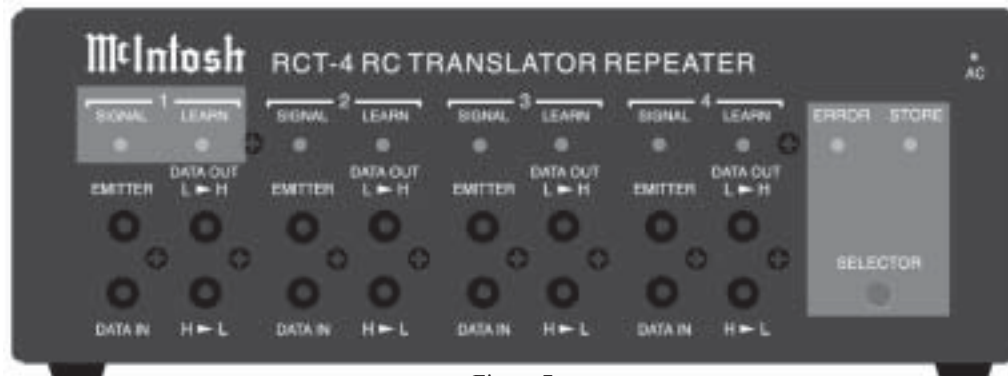 McIntosh RCT-4 RC TRANSLATOR REPEATER
AC
1 2 3 4
SIGNAL LEARN SIGNAL LEARN SIGNAL LEARN SIGNAL LEARN ERROR STORE
DATA OUT DATA OUT DATA OUT DATA OUT
EMITTER L ► H EMITTER L ► H EMITTER L ► H EMITTER L ► H
SELECTOR
DATA IN H ► L DATA IN H ► L DATA IN H ► L DATA IN H ► L